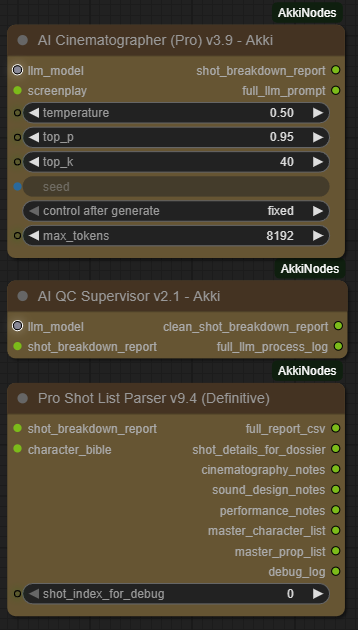 AkkiNodes
AI Cinematographer (Pro) v3.9 - Akki
llm_model shot_breakdown_report
screenplay full_llm_prompt
temperature 0.50
top_p 0.95
top_k 40
seed
control after generate fixed
max_tokens 8192
AkkiNodes
AI QC Supervisor v2.1 - Akki
llm_model clean_shot_breakdown_report
shot_breakdown_report full_llm_process_log
AkkiNodes
Pro Shot List Parser v9.4 (Definitive)
shot_breakdown_report full_report_csv
character_bible shot_details_for_dossier
cinematography_notes
sound_design_notes
performance_notes
master_character_list
master_prop_list
debug_log
shot_index_for_debug 0